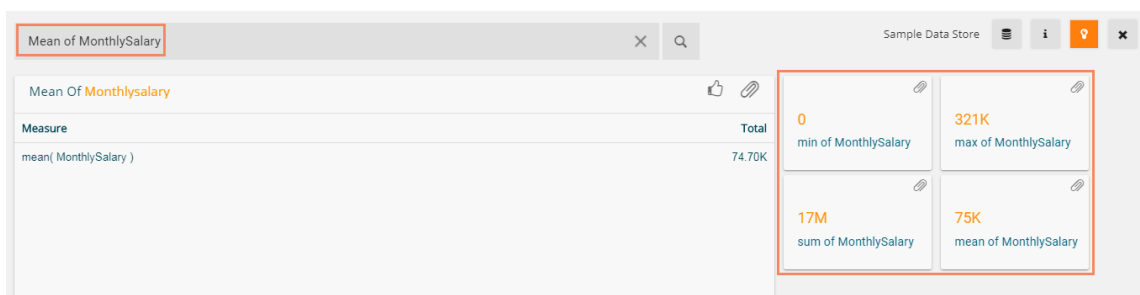 Mean of MonthlySalary
Sample Data Store
Mean Of Monthlysalary
Measure Total
mean( MonthlySalary ) 74.70K
0
min of MonthlySalary
321K
max of MonthlySalary
17M
sum of MonthlySalary
75K
mean of MonthlySalary